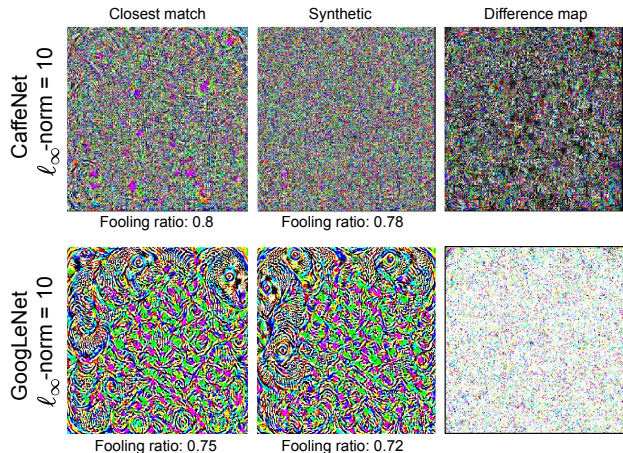 Closest match Synthetic Difference map
CaffeNet
ℓ∞-norm = 10
Fooling ratio: 0.8 Fooling ratio: 0.78
GoogLeNet
ℓ∞-norm = 10
Fooling ratio: 0.75 Fooling ratio: 0.72